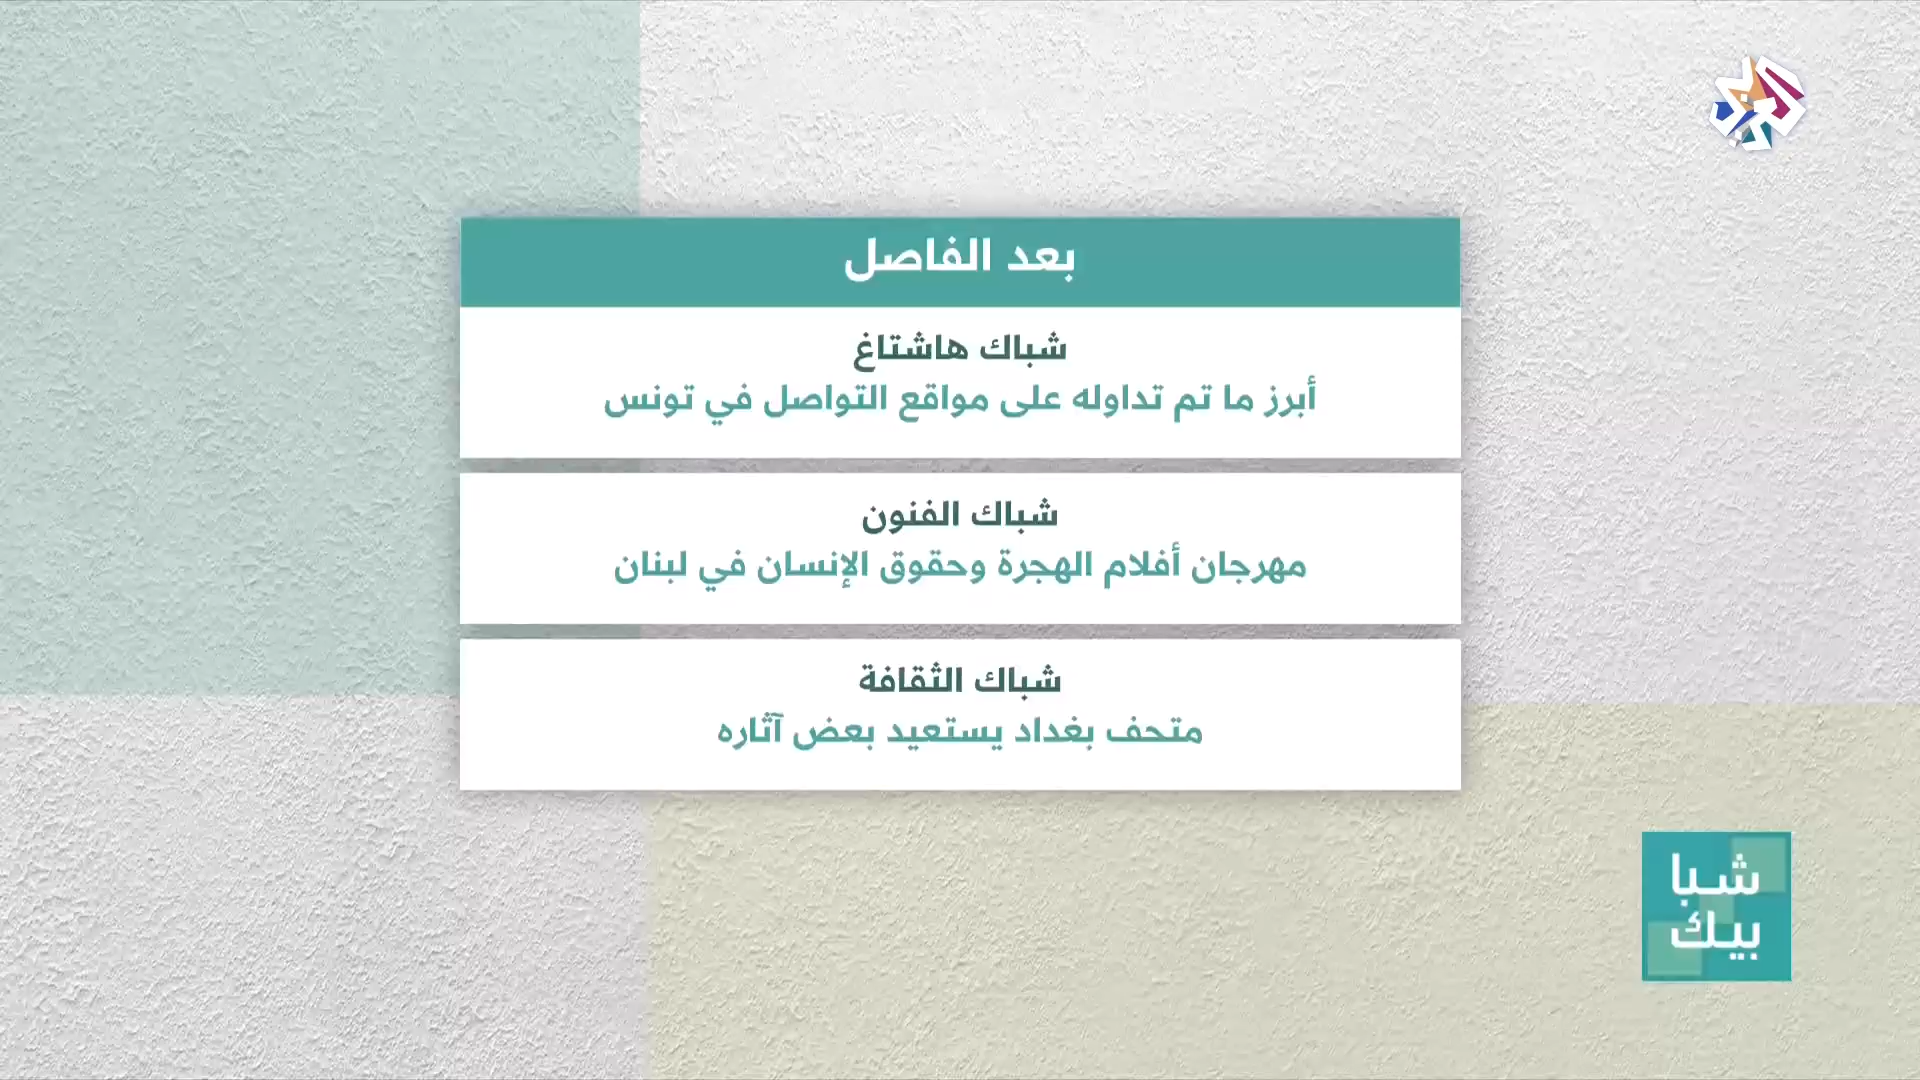 بعد الفاصل
شباك هاشتاغ
أبرز ما تم تداوله على مواقع التواصل في تونس
شباك الفنون
مهرجان أفلام الهجرة وحقوق الإنسان في لبنان
شباك الثقافة
متحف بغداد يستعيد بعض آثاره
شبا
بيك